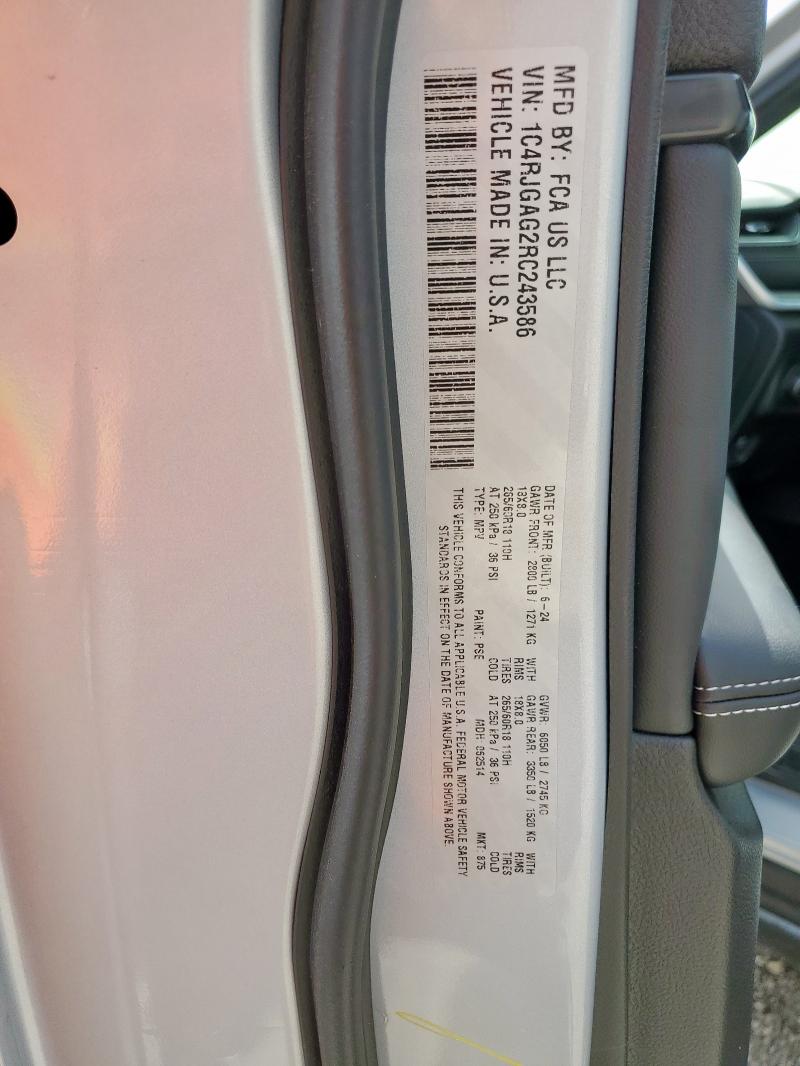 MFD BY: FCA US LLC
VIN: 1C4RJGAG2RC243586
VEHICLE MADE IN: U.S.A.
DATE OF MFR (BUILT): 6-24 GVWR: 6050 LB / 2745 KG
GAWR FRONT: 2800 LB / 1271 KG WITH GAWR REAR: 3350 LB / 1520 KG WITH
18X8.0 RIMS 18X8.0 RIMS
265/60R18 110H TIRES 265/60R18 110H TIRES
AT 250 kPa / 36 PSI COLD AT 250 kPa / 36 PSI COLD
TYPE: MPV PAINT: PSE MDH: 062514 MKT: 875
THIS VEHICLE CONFORMS TO ALL APPLICABLE U.S.A. FEDERAL MOTOR VEHICLE SAFETY
STANDARDS IN EFFECT ON THE DATE OF MANUFACTURE SHOWN ABOVE.